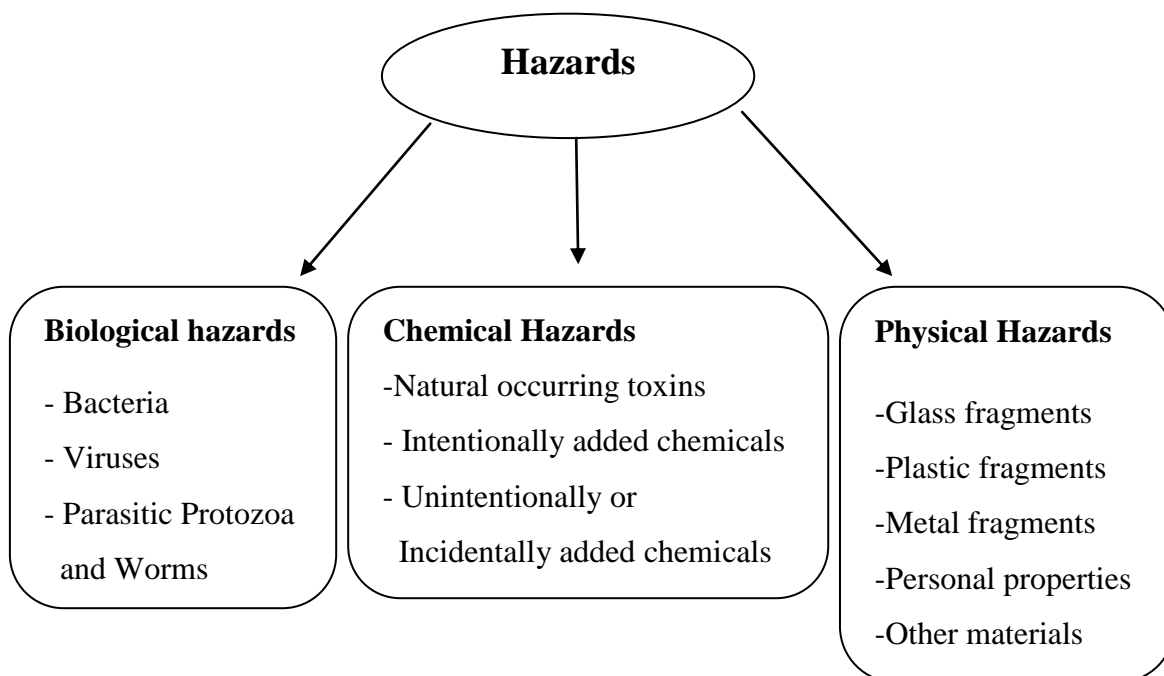 Hazards
Biological hazards
- Bacteria
- Viruses
- Parasitic Protozoa
and Worms
Chemical Hazards
-Natural occurring toxins
- Intentionally added chemicals
- Unintentionally or
Incidentally added chemicals
Physical Hazards
-Glass fragments
-Plastic fragments
-Metal fragments
-Personal properties
-Other materials